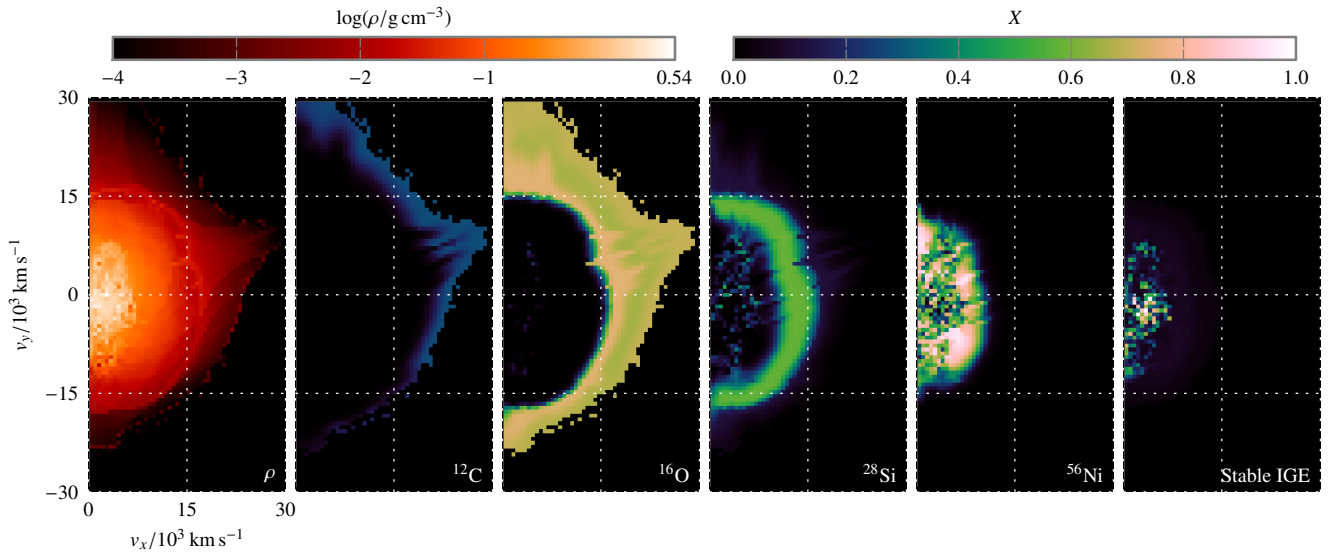 log(ρ/g cm⁻³) X
−4 −3 −2 −1 0.54 0.0 0.2 0.4 0.6 0.8 1.0
30
15
0
−15
−30
v_y/10³ km s⁻¹
ρ ¹²C ¹⁶O ²⁸Si ⁵⁶Ni Stable IGE
0 15 30
v_x/10³ km s⁻¹